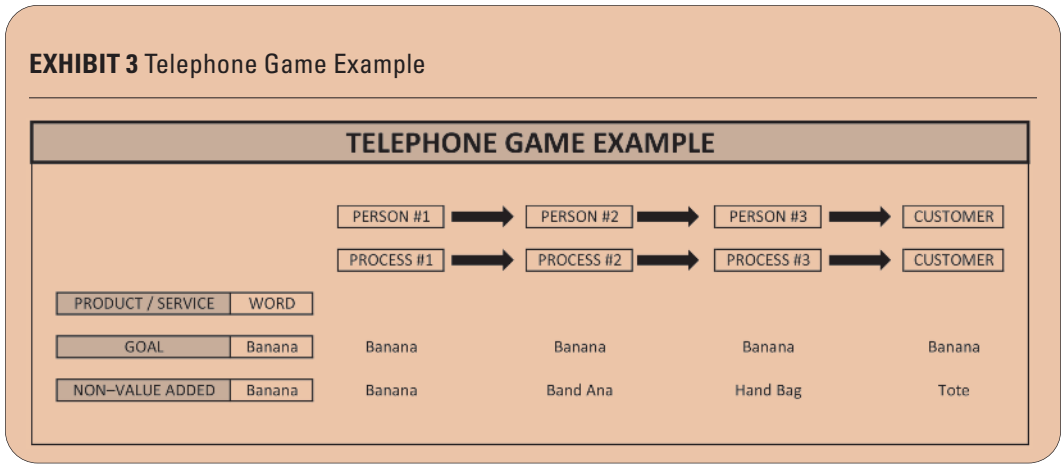 EXHIBIT 3 Telephone Game Example
TELEPHONE GAME EXAMPLE
PERSON #1 PERSON #2 PERSON #3 CUSTOMER
PROCESS #1 PROCESS #2 PROCESS #3 CUSTOMER
PRODUCT / SERVICE WORD
GOAL Banana Banana Banana Banana Banana
NON–VALUE ADDED Banana Banana Band Ana Hand Bag Tote